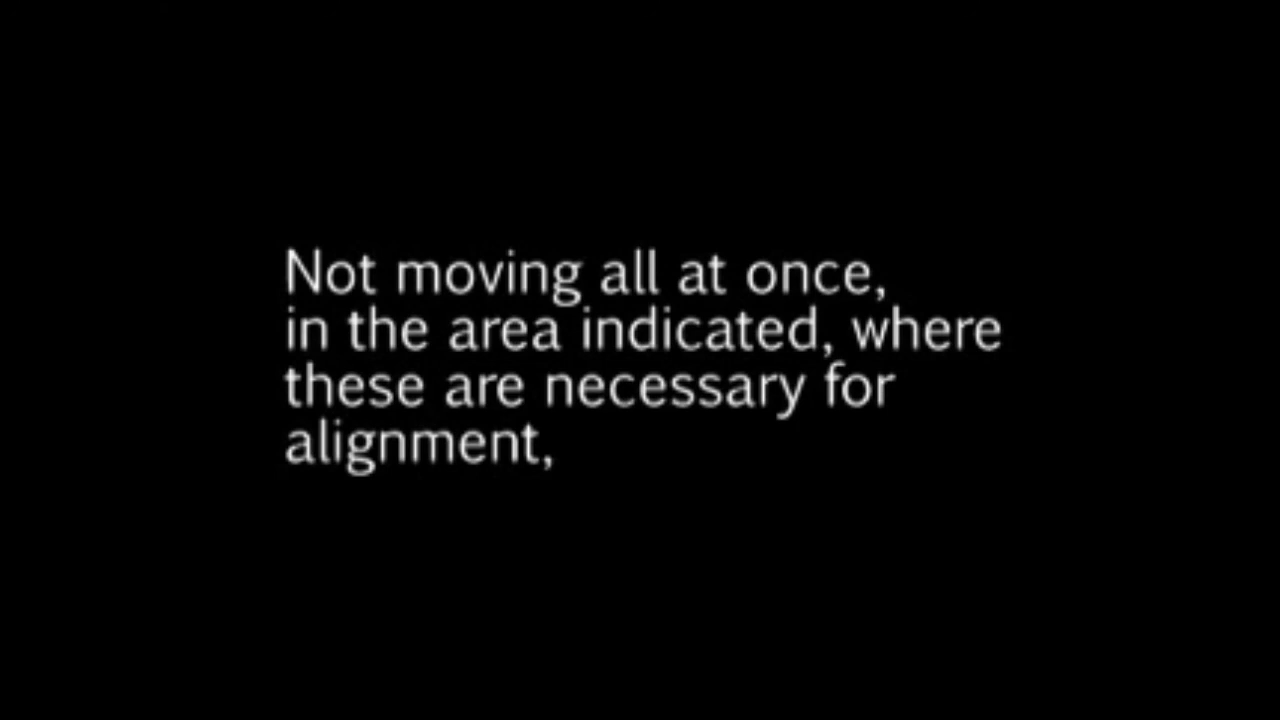 Not moving all at once,
in the area indicated, where
these are necessary for
alignment,